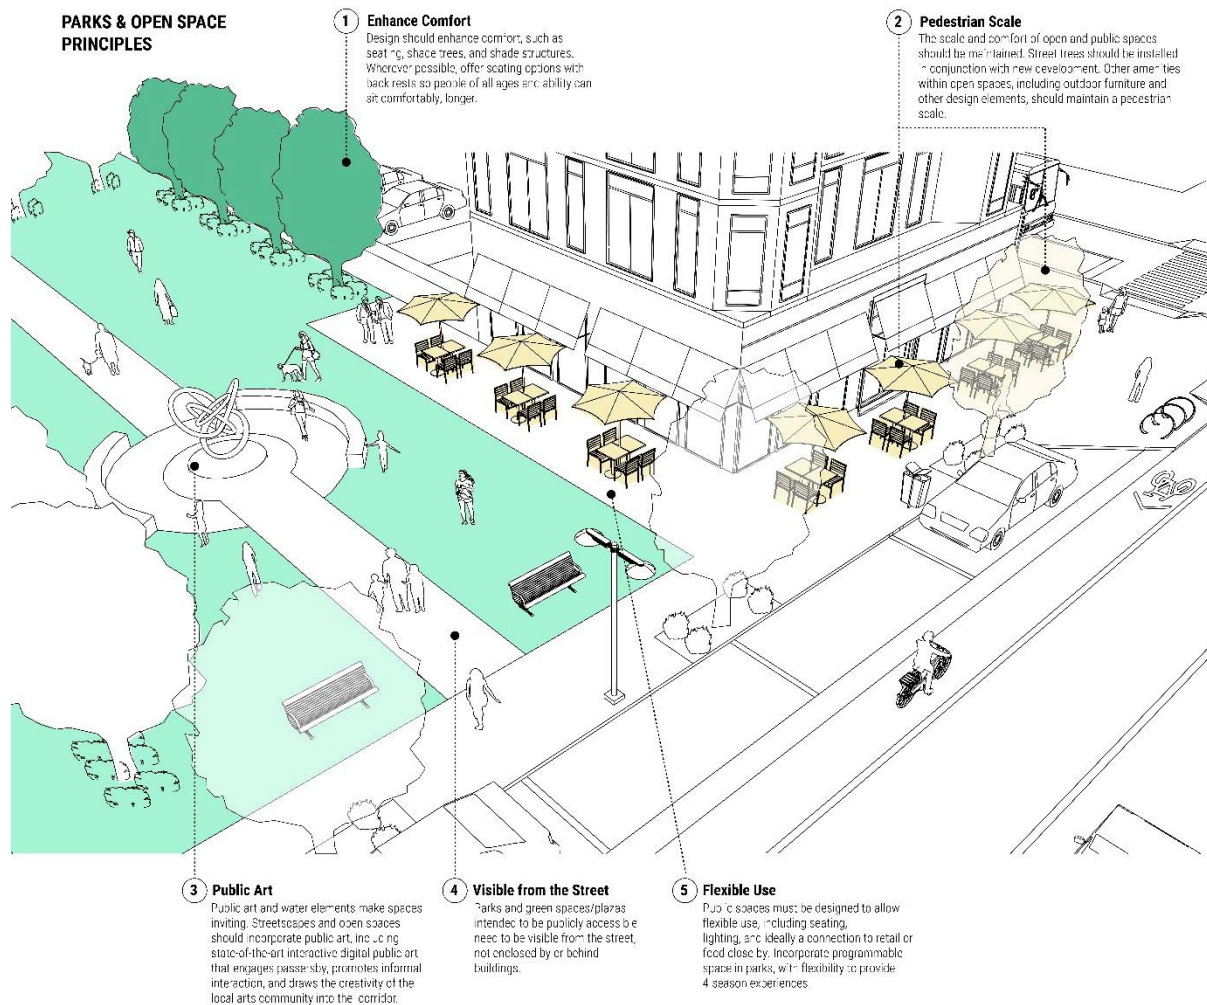 PARKS & OPEN SPACE
PRINCIPLES
1 Enhance Comfort
Design should enhance comfort, such as
seating, shade trees, and shade structures.
Wherever possible, offer seating options with
back rests so people of all ages and ability can
sit comfortably, longer.
2 Pedestrian Scale
The scale and comfort of open and public spaces
should be maintained. Street trees should be installed
in conjunction with new development. Other amenities
within open spaces, including outdoor furniture and
other design elements, should maintain a pedestrian
scale.
3 Public Art
Public art and water elements make spaces
inviting. Streetscapes and open spaces
should incorporate public art, including
state-of-the-art interactive digital public art
that engages passersby, promotes informal
interaction, and draws the creativity of the
local arts community into the corridor.
4 Visible from the Street
Parks and green spaces/plazas
intended to be publicly accessible
need to be visible from the street,
not enclosed by or behind
buildings.
5 Flexible Use
Public spaces must be designed to allow
flexible use, including seating,
lighting, and ideally a connection to retail or
food close by. Incorporate programmable
space in parks, with flexibility to provide
4 season experiences.